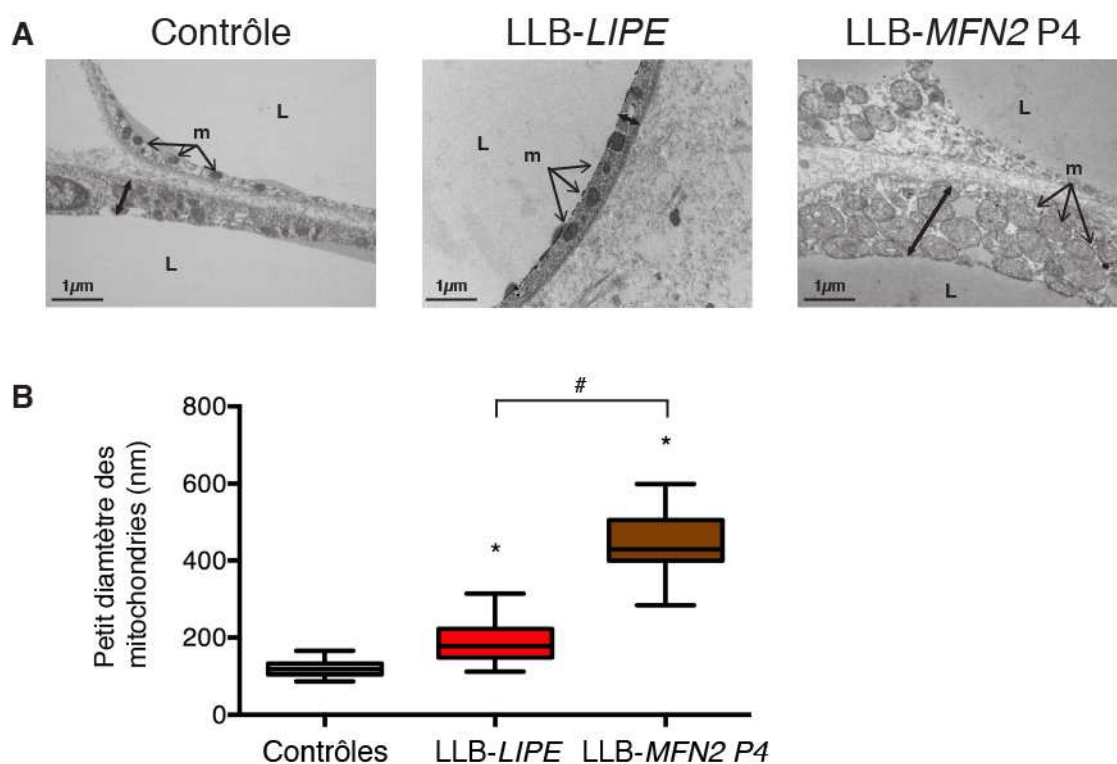 A
Contrôle
LLB-LIPE
LLB-MFN2 P4
L
m
L
1µm
L
m
1µm
L
m
L
1µm
B
#
800
600
400
200
0
*
*
Petit diamtètre des
mitochondries (nm)
Contrôles
LLB-LIPE
LLB-MFN2 P4